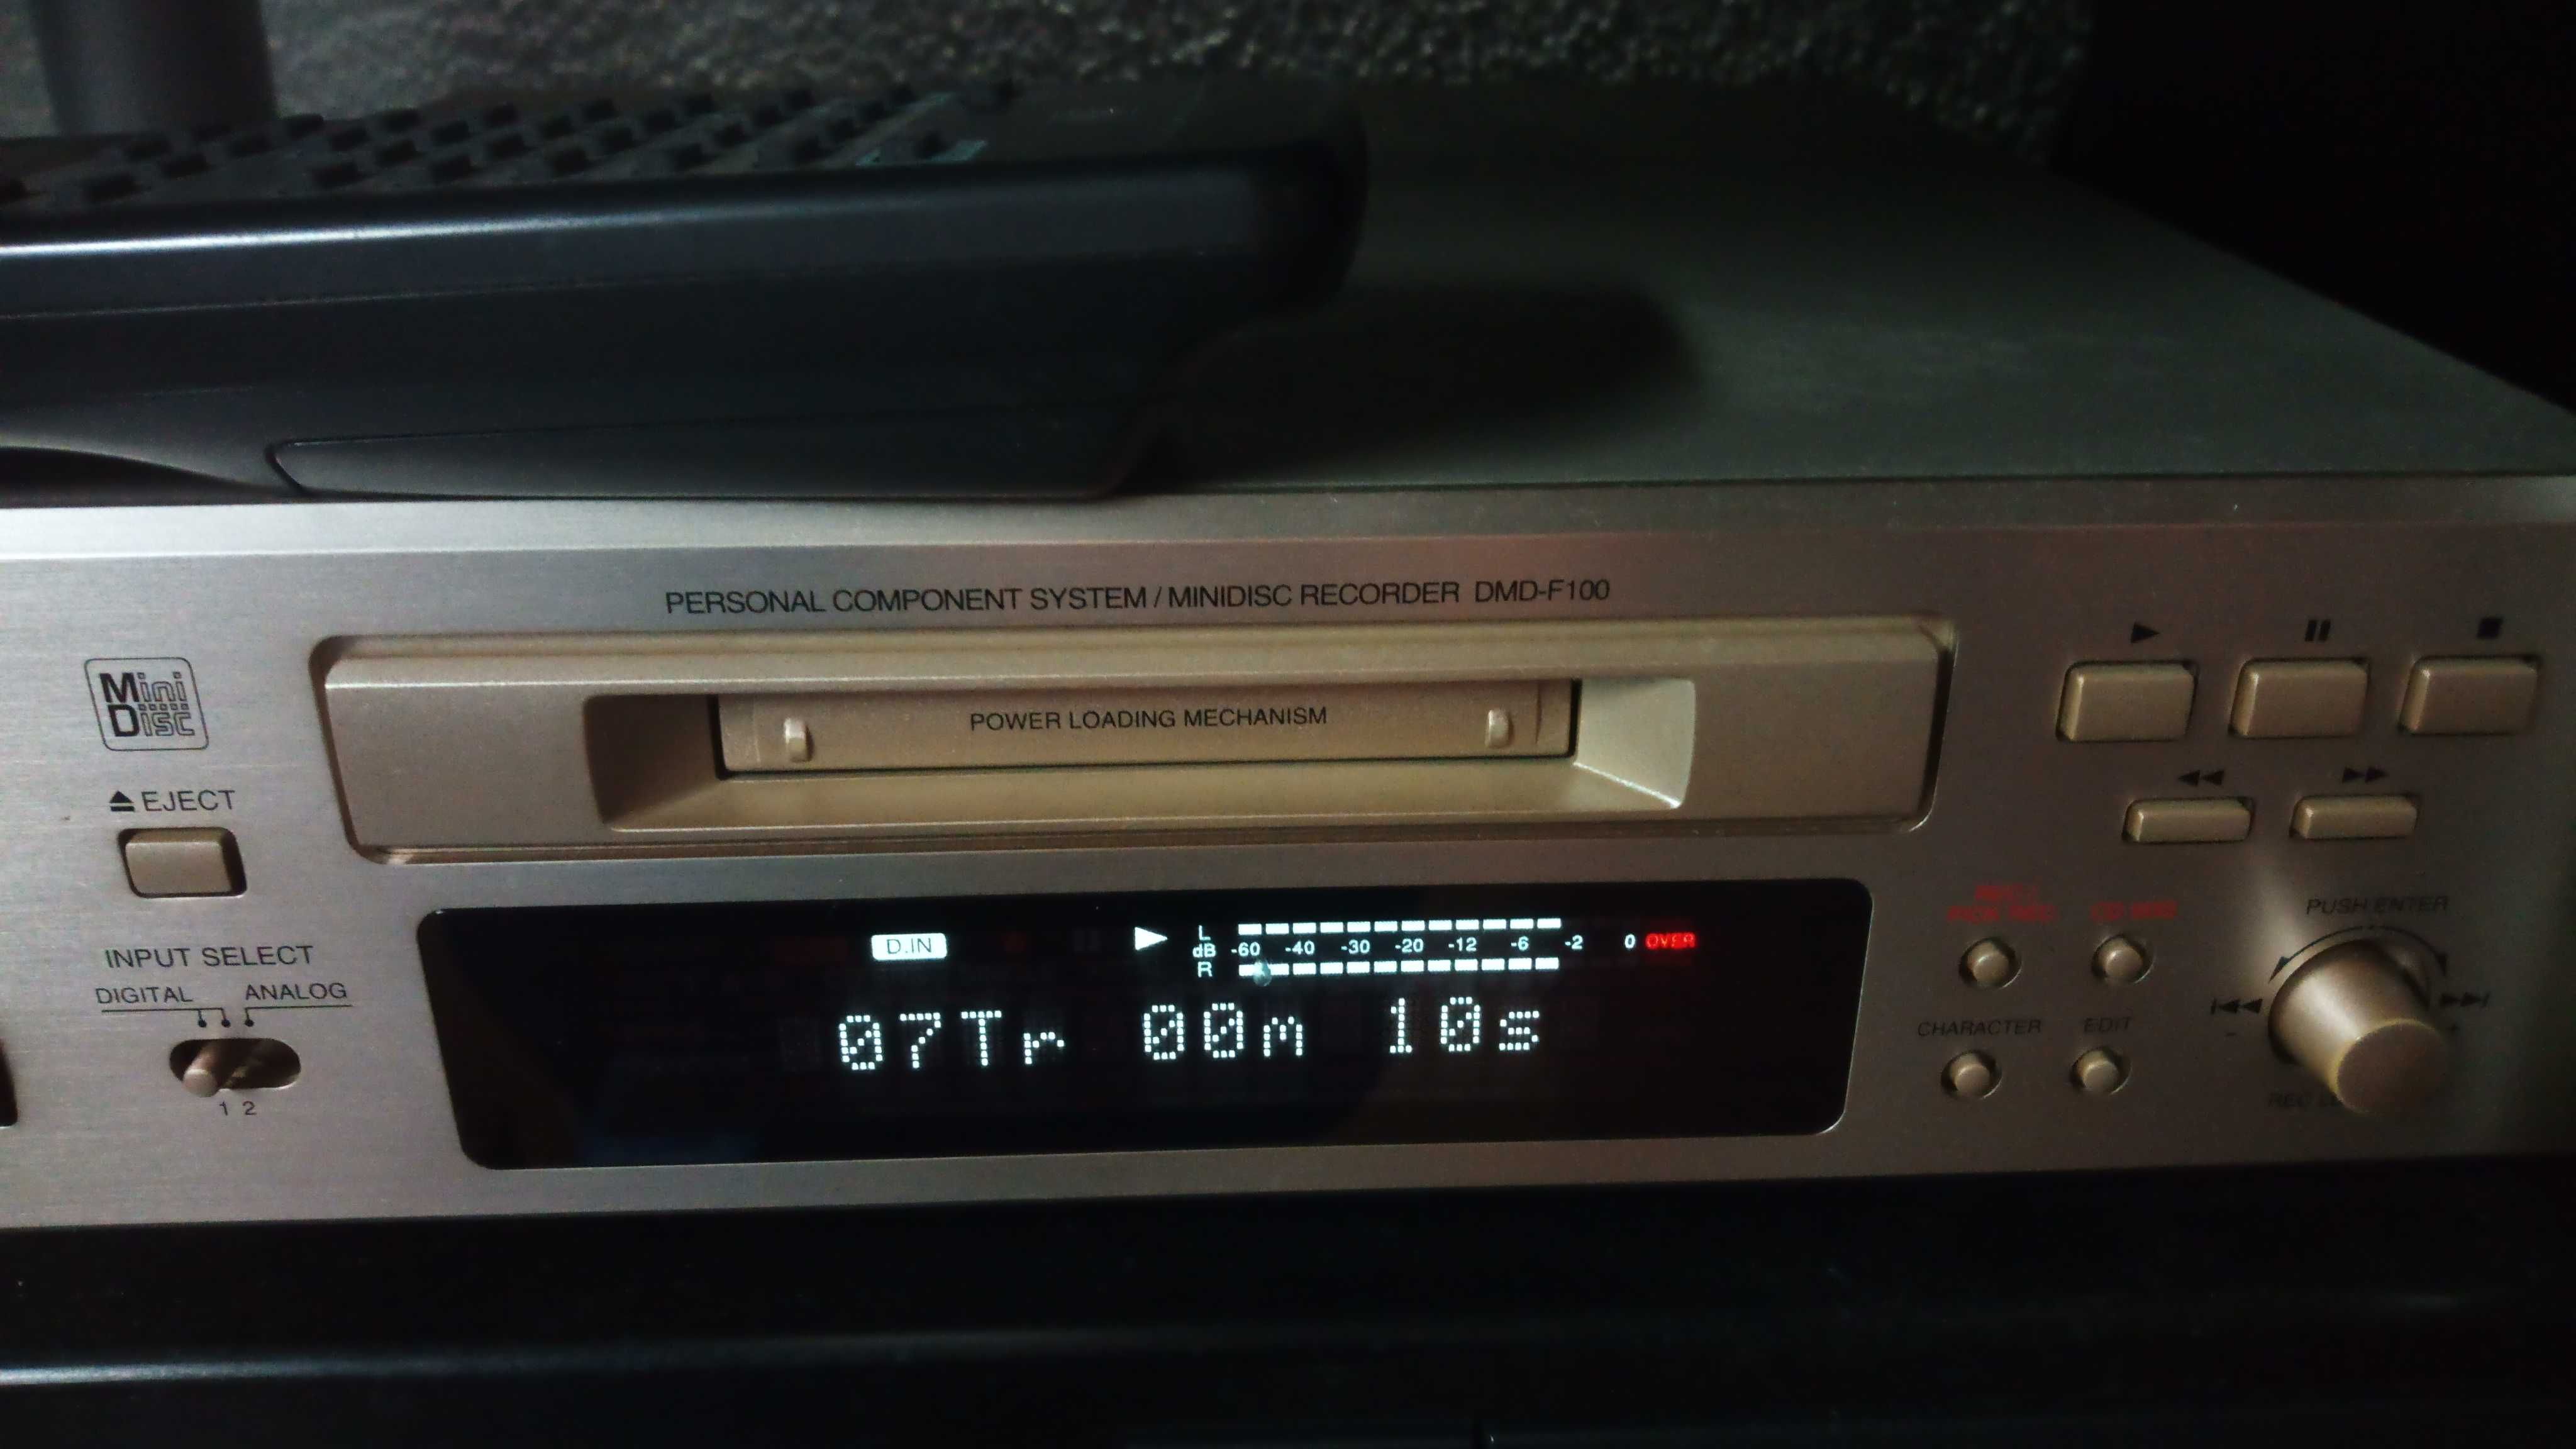 PERSONAL COMPONENT SYSTEM / MINIDISC RECORDER DMD-F100
Mini
Disc
POWER LOADING MECHANISM
EJECT
INPUT SELECT
DIGITAL ANALOG
1 2
D.IN
L
dB -60 -40 -30 -20 -12 -6 -2 0 OVER
R
07Tr 00m 10s
PUSH ENTER
CHARACTER EDIT
- +
REC